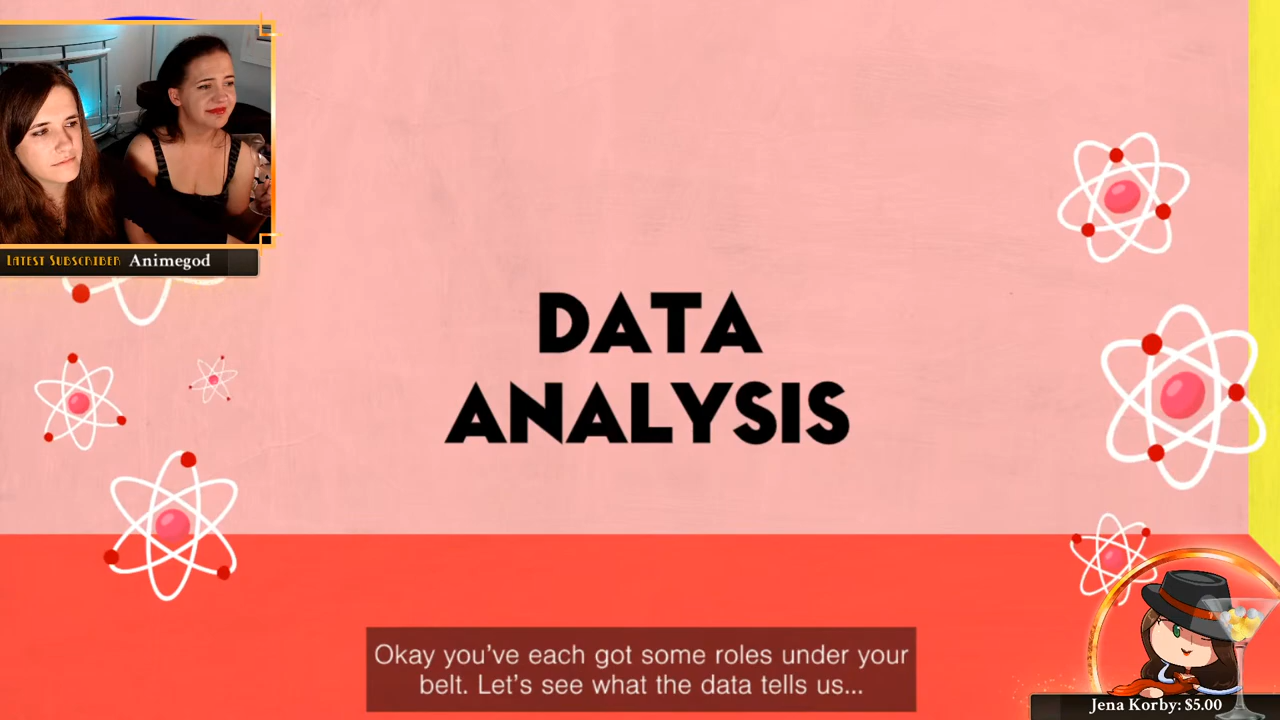 LATEST SUBSCRIBER Animegod
DATA
ANALYSIS
Okay you've each got some roles under your
belt. Let's see what the data tells us...
Jena Korby: $5.00